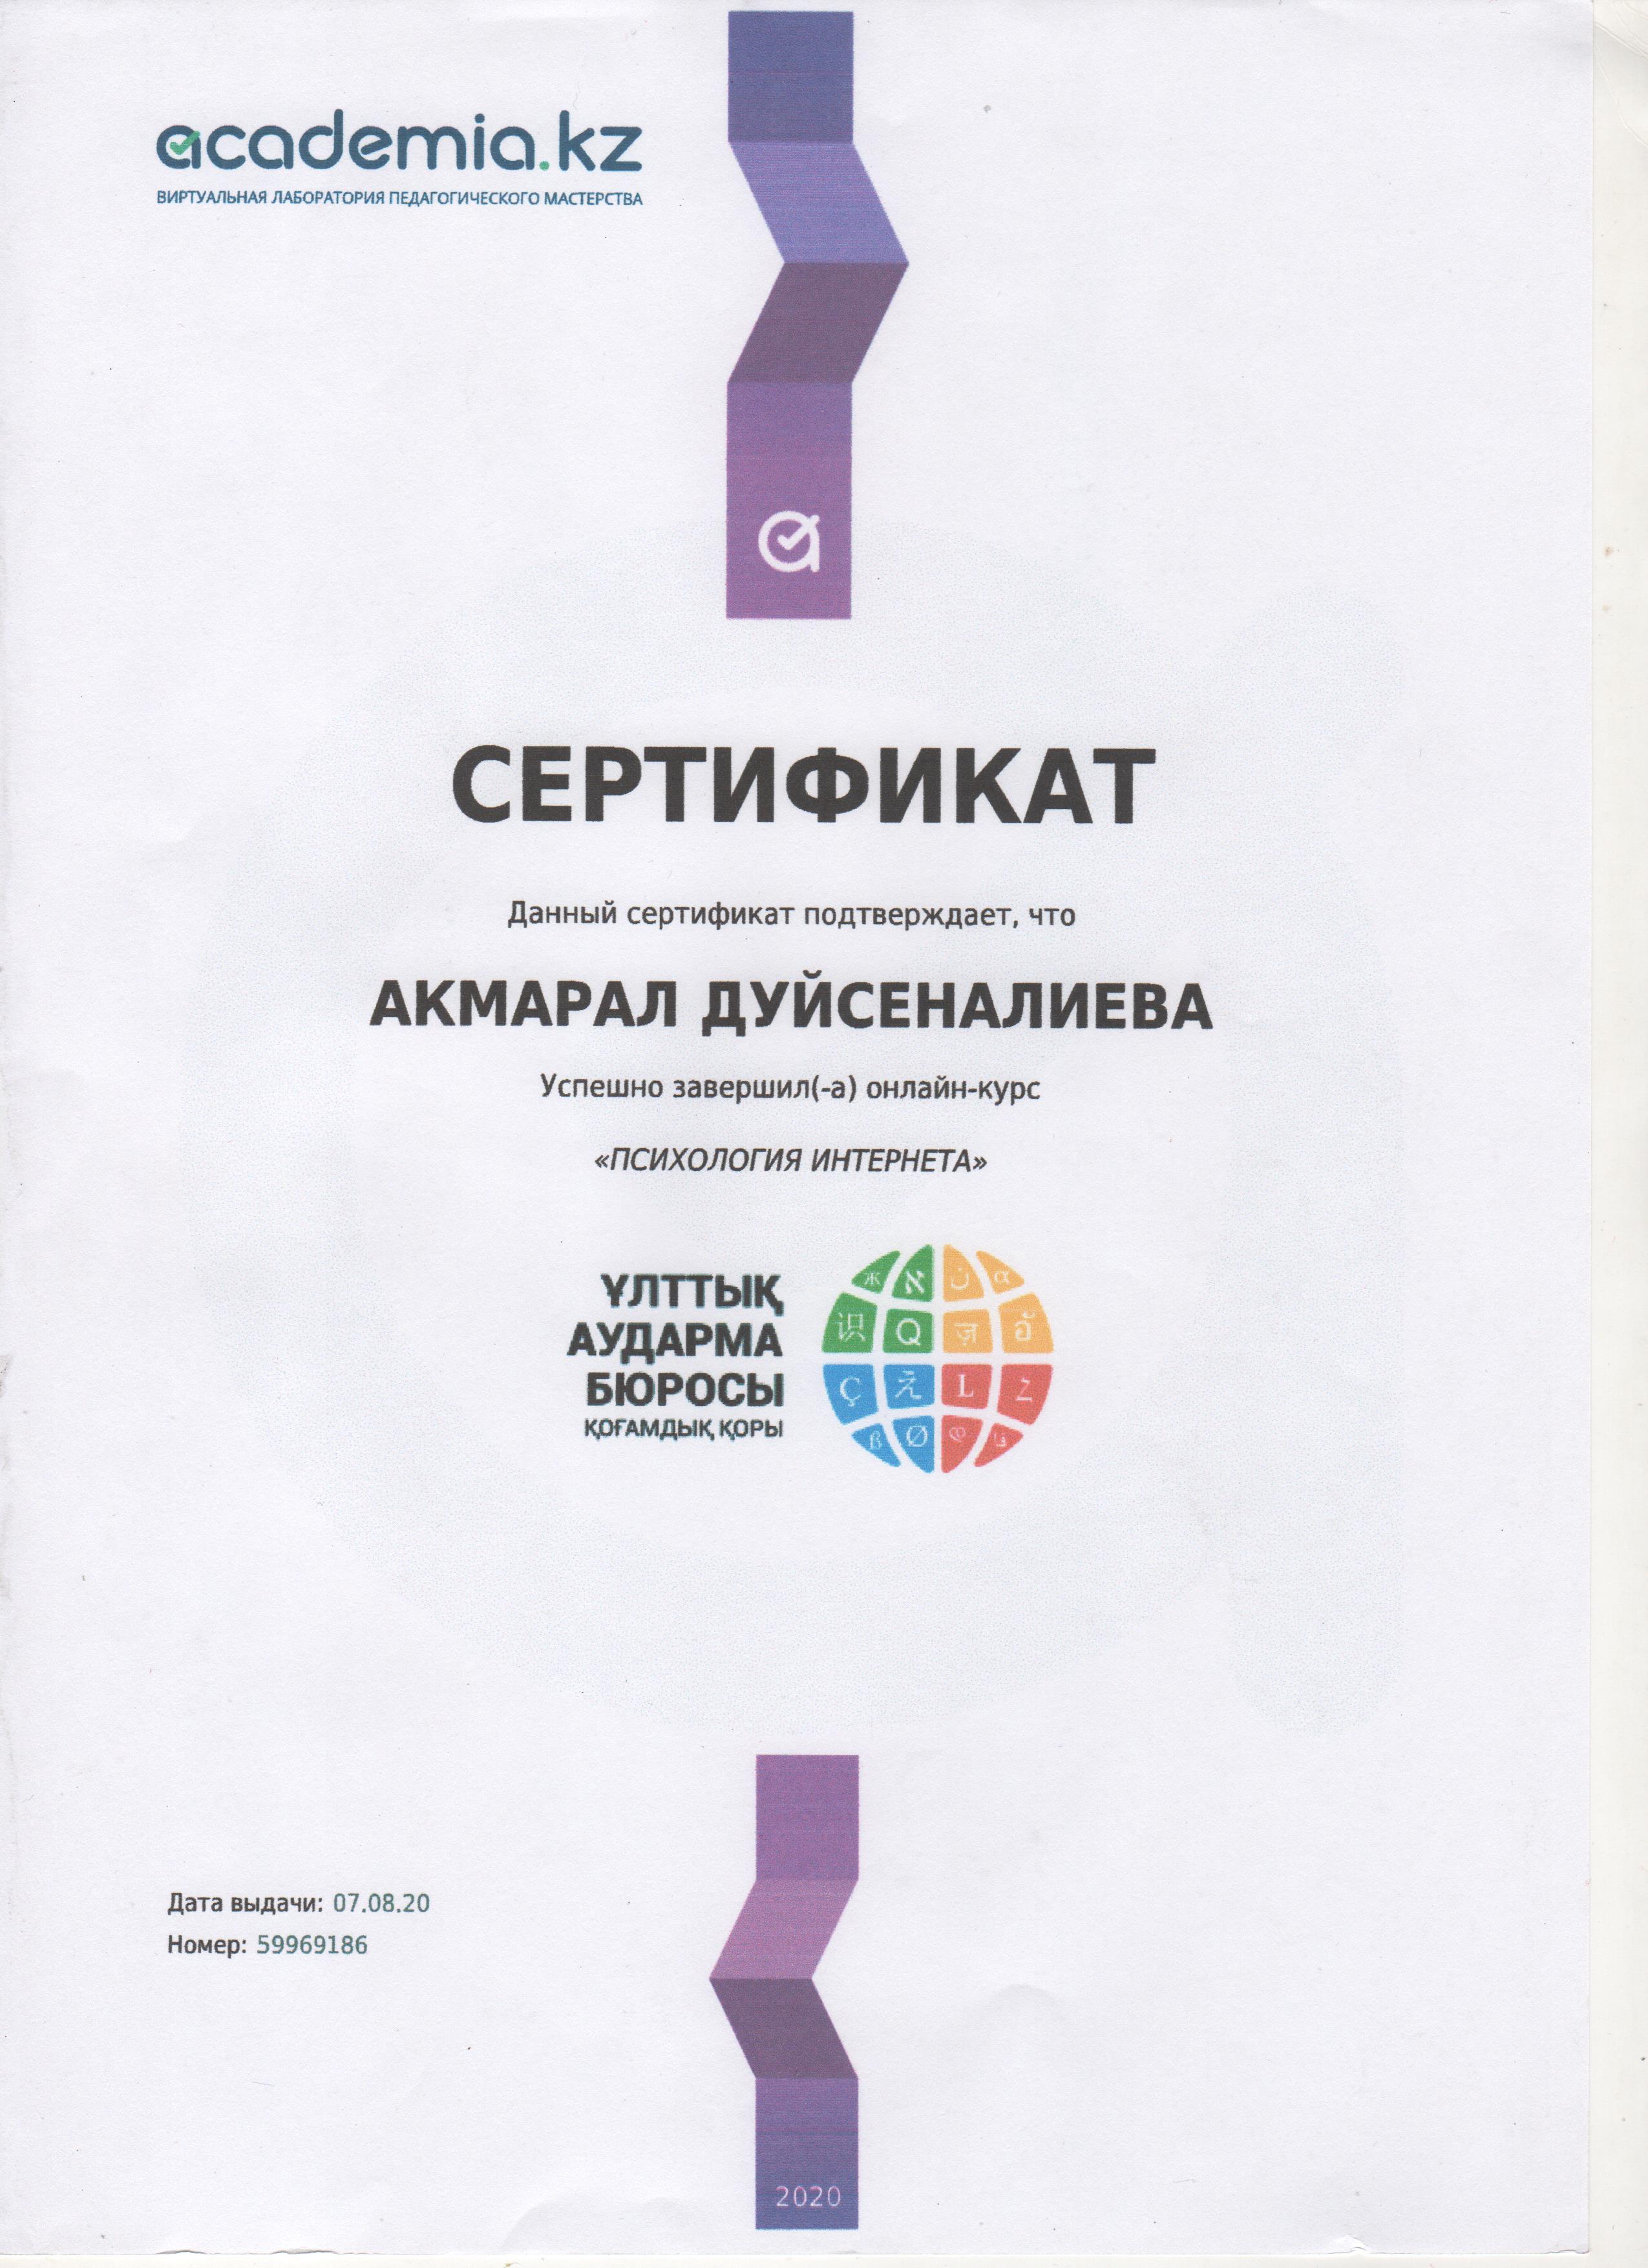 academia.kz
ВИРТУАЛЬНАЯ ЛАБОРАТОРИЯ ПЕДАГОГИЧЕСКОГО МАСТЕРСТВА
СЕРТИФИКАТ
Данный сертификат подтверждает, что
АКМАРАЛ ДУЙСЕНАЛИЕВА
Успешно завершил(-а) онлайн-курс
«ПСИХОЛОГИЯ ИНТЕРНЕТА»
ҰЛТТЫҚ
АУДАРМА
БЮРОСЫ
ҚОҒАМДЫҚ ҚОРЫ
Ж א ن α
识 Q ज़
Ç え L
ß Ø
Дата выдачи: 07.08.20
Номер: 59969186
2020